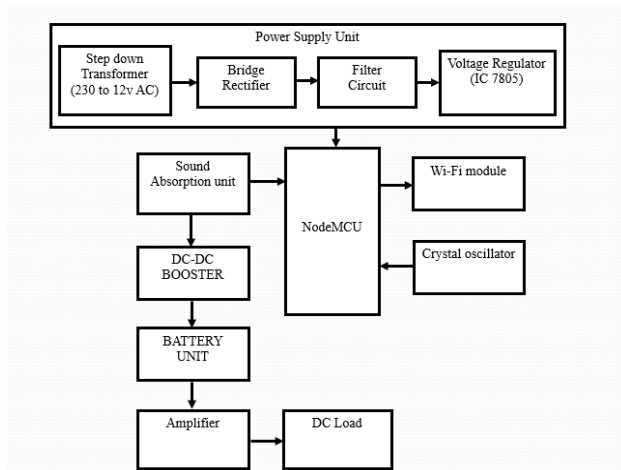 Power Supply Unit
Step down
Transformer
(230 to 12v AC)
Bridge
Rectifier
Filter
Circuit
Voltage Regulator
(IC 7805)
Sound
Absorption unit
NodeMCU
Wi-Fi module
Crystal oscillator
DC-DC
BOOSTER
BATTERY
UNIT
Amplifier
DC Load